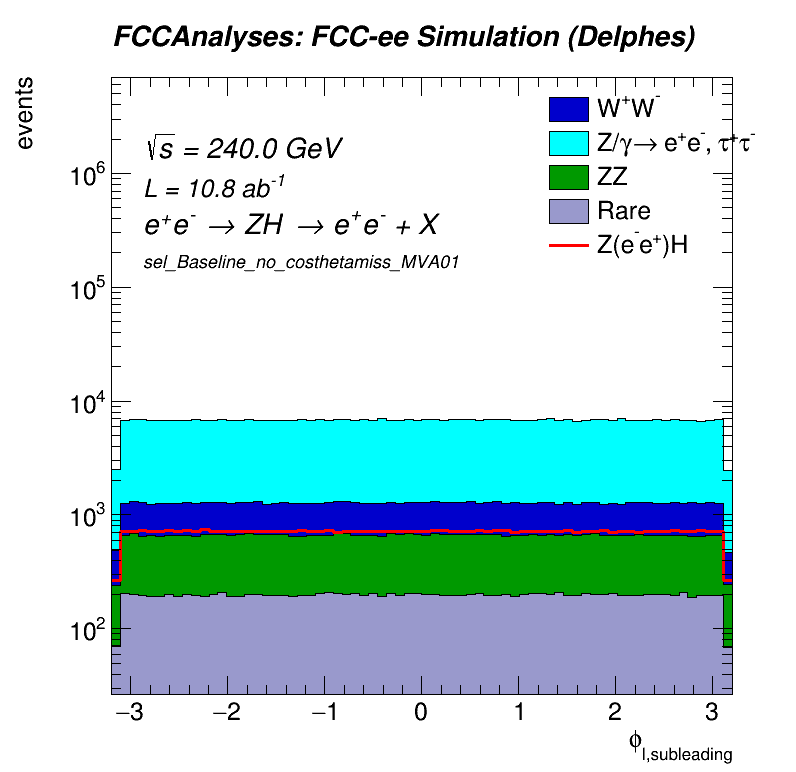 FCCAnalyses: FCC-ee Simulation (Delphes)
events
√s = 240.0 GeV
L = 10.8 ab⁻¹
e⁺e⁻ → ZH → e⁺e⁻ + X
sel_Baseline_no_costhetamiss_MVA01
W⁺W⁻
Z/γ→ e⁺e⁻, τ⁺τ⁻
ZZ
Rare
Z(e⁻e⁺)H
10⁶
10⁵
10⁴
10³
10²
−3 −2 −1 0 1 2 3
ϕ_l,subleading